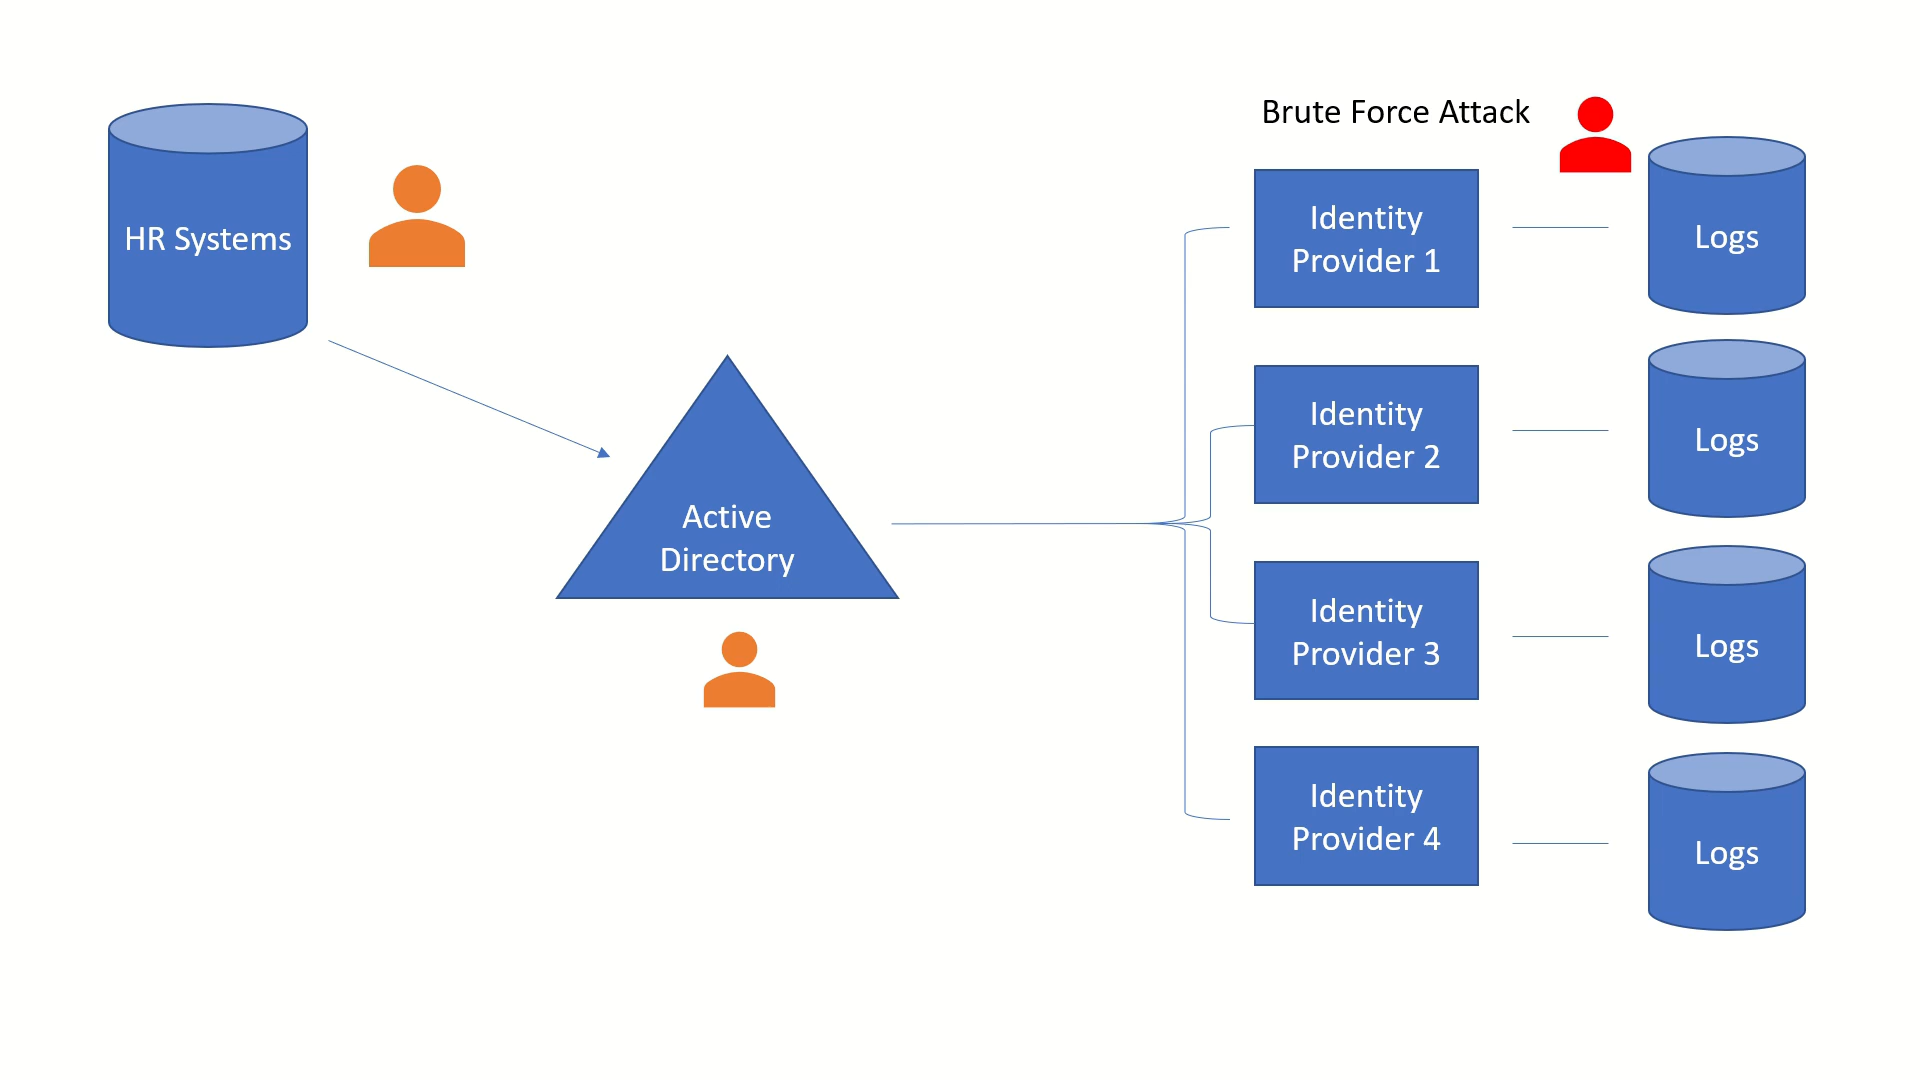 HR Systems
Active
Directory
Brute Force Attack
Identity
Provider 1
Logs
Identity
Provider 2
Logs
Identity
Provider 3
Logs
Identity
Provider 4
Logs